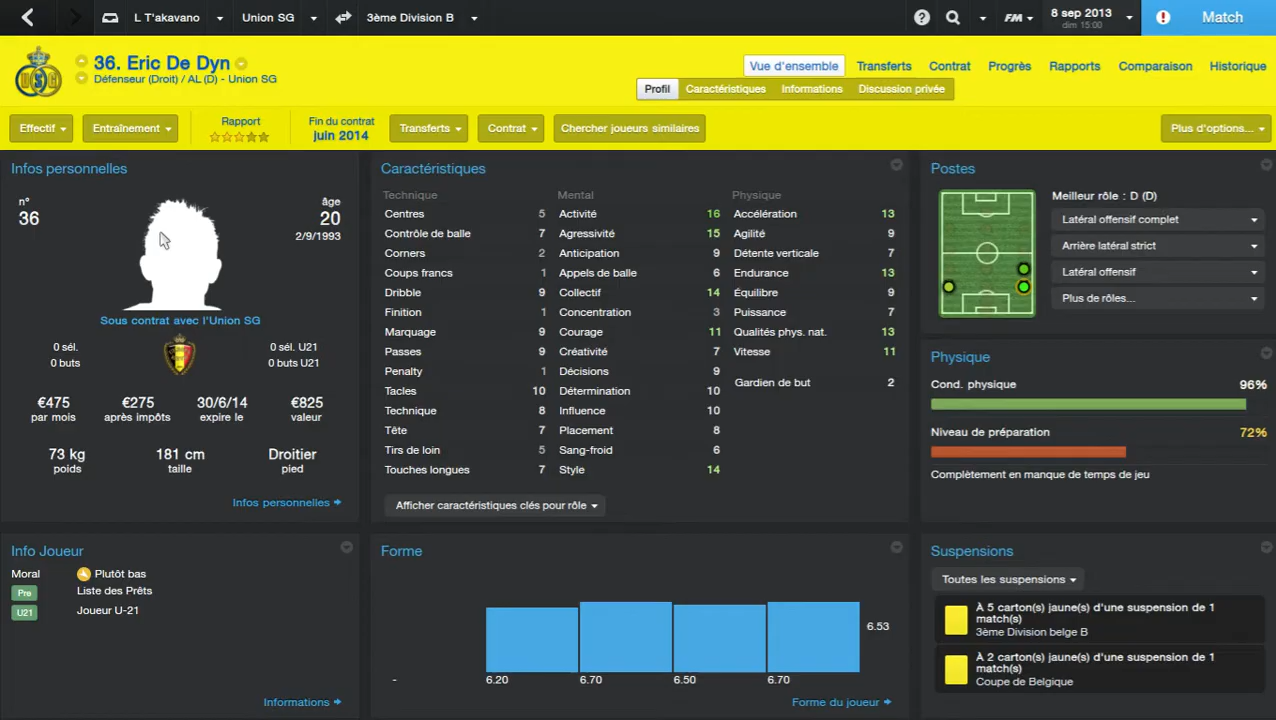 L T'akavano
Union SG
3ème Division B
FM
8 sep 2013
dim 15:00
Match
36. Eric De Dyn
Défenseur (Droit) / AL (D) - Union SG
Vue d'ensemble
Transferts
Contrat
Progrès
Rapports
Comparaison
Historique
Profil
Caractéristiques
Informations
Discussion privée
Effectif
Entraînement
Rapport
Fin du contrat
juin 2014
Transferts
Contrat
Chercher joueurs similaires
Plus d'options...
Infos personnelles
n°
36
âge
20
2/9/1993
Sous contrat avec l'Union SG
0 sél.
0 buts
0 sél. U21
0 buts U21
€475
par mois
€275
après impôts
30/6/14
expire le
€825
valeur
73 kg
poids
181 cm
taille
Droitier
pied
Infos personnelles
Caractéristiques
Technique
Centres 5
Contrôle de balle 7
Corners 2
Coups francs 1
Dribble 9
Finition 1
Marquage 9
Passes 9
Penalty 1
Tacles 10
Technique 8
Tête 7
Tirs de loin 5
Touches longues 7
Mental
Activité 16
Agressivité 15
Anticipation 9
Appels de balle 6
Collectif 14
Concentration 3
Courage 11
Créativité 7
Décisions 9
Détermination 10
Influence 10
Placement 8
Sang-froid 6
Style 14
Physique
Accélération 13
Agilité 9
Détente verticale 7
Endurance 13
Équilibre 9
Puissance 7
Qualités phys. nat. 13
Vitesse 11
Gardien de but 2
Afficher caractéristiques clés pour rôle
Postes
Meilleur rôle : D (D)
Latéral offensif complet
Arrière latéral strict
Latéral offensif
Plus de rôles...
Physique
Cond. physique 96%
Niveau de préparation 72%
Complètement en manque de temps de jeu
Info Joueur
Moral Plutôt bas
Pre Liste des Prêts
U21 Joueur U-21
Informations
Forme
6.53
- 6.20 6.70 6.50 6.70
Forme du joueur
Suspensions
Toutes les suspensions
À 5 carton(s) jaune(s) d'une suspension de 1
match(s)
3ème Division belge B
À 2 carton(s) jaune(s) d'une suspension de 1
match(s)
Coupe de Belgique